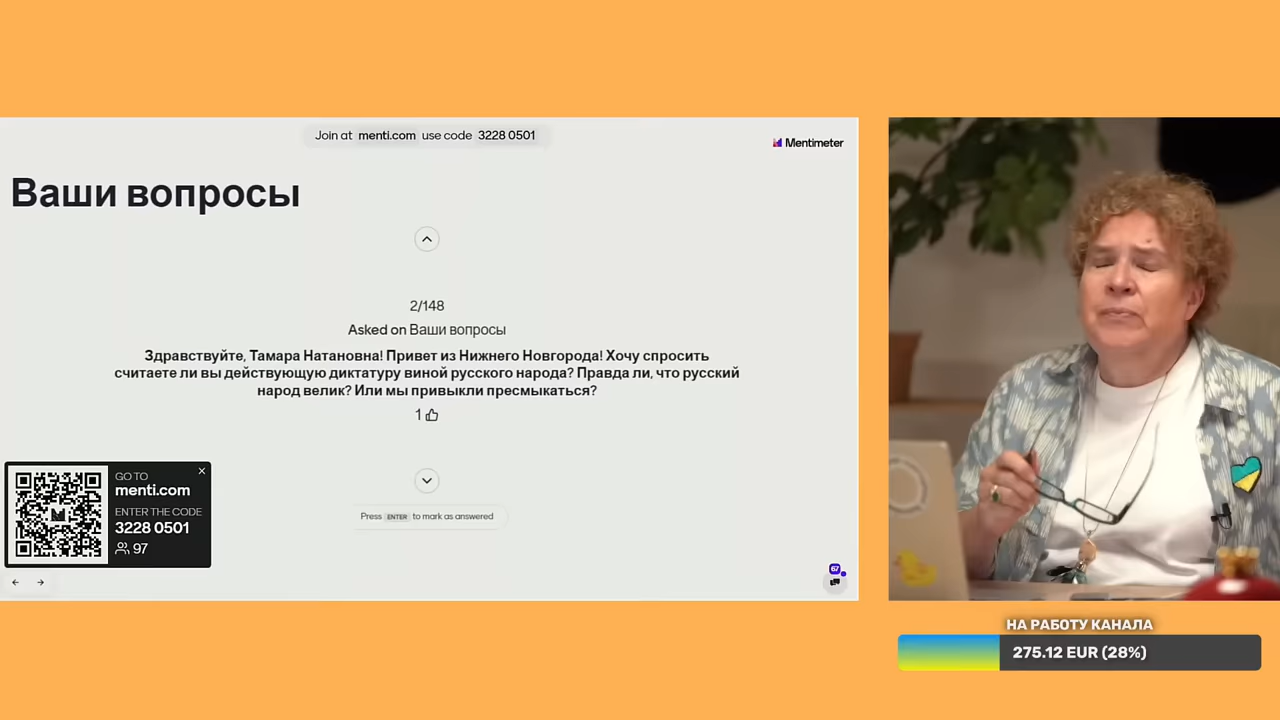 Join at menti.com use code 3228 0501
Mentimeter
Ваши вопросы
2/148
Asked on Ваши вопросы
Здравствуйте, Тамара Натановна! Привет из Нижнего Новгорода! Хочу спросить
считаете ли вы действующую диктатуру виной русского народа? Правда ли, что русский
народ велик? Или мы привыкли пресмыкаться?
1
GO TO
menti.com
ENTER THE CODE
3228 0501
97
Press ENTER to mark as answered
67
НА РАБОТУ КАНАЛА
275.12 EUR (28%)